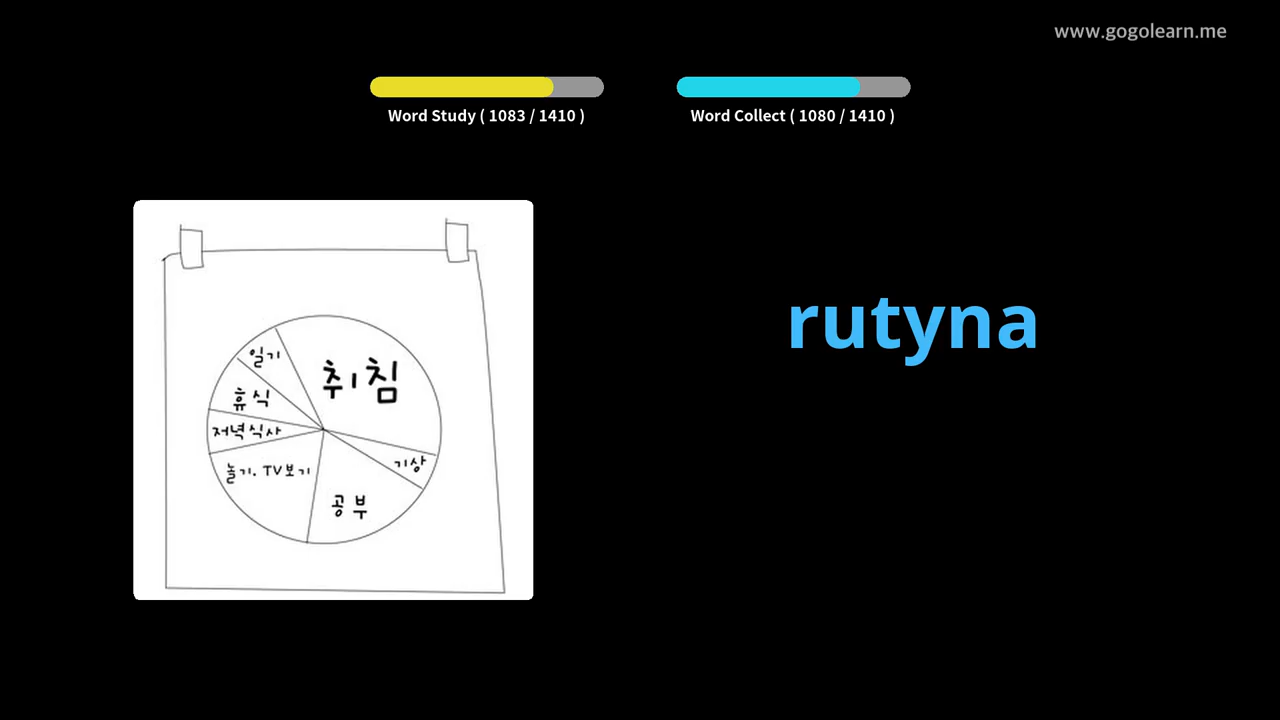 www.gogolearn.me
Word Study ( 1083 / 1410 )
Word Collect ( 1080 / 1410 )
일기
취침
휴식
저녁식사
놀기. TV보기
기상
공부
rutyna